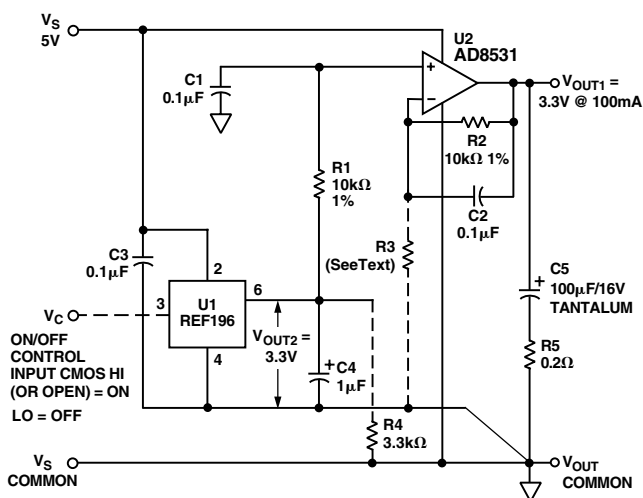 VS
5V
U2
AD8531
C1
0.1µF
+
–
VOUT1 =
3.3V @ 100mA
R2
10kΩ 1%
R1
10kΩ
1%
C2
0.1µF
C3
0.1µF
R3
(SeeText)
2
C5
100µF/16V
TANTALUM
+
VC
3
U1
REF196
6
VOUT2 =
3.3V
ON/OFF
CONTROL
INPUT CMOS HI
(OR OPEN) = ON
LO = OFF
4
+
C4
1µF
R5
0.2Ω
R4
3.3kΩ
VS
COMMON
VOUT
COMMON